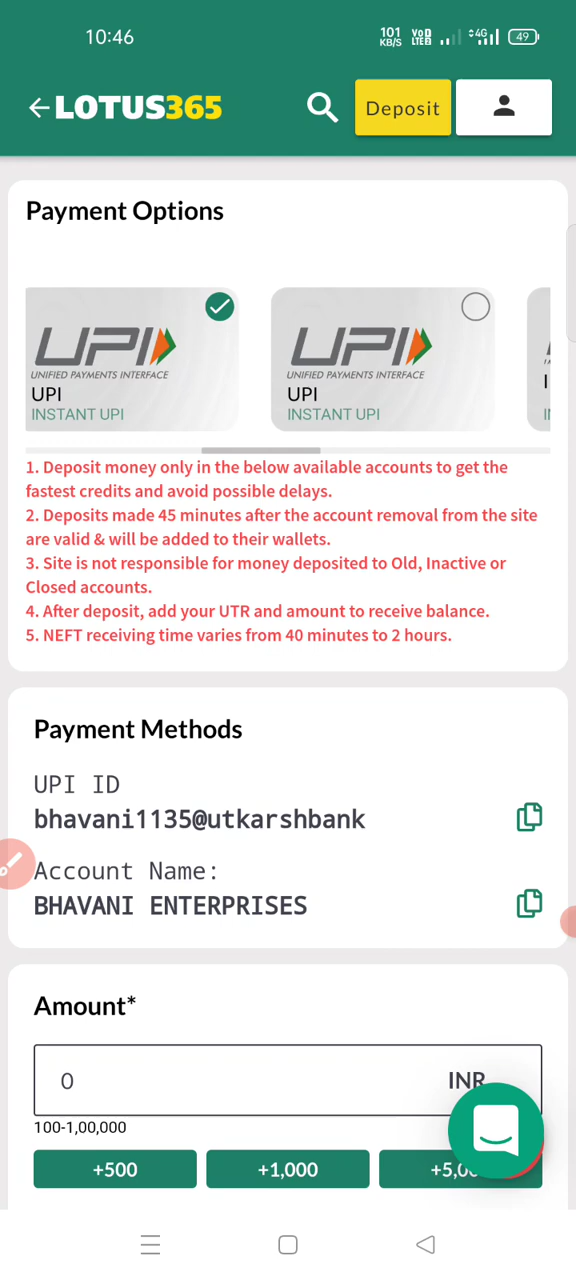 10:46
101 KB/S VoD LTE2 4G 49
LOTUS365
Deposit
Payment Options
UPI
UNIFIED PAYMENTS INTERFACE
UPI
INSTANT UPI
UPI
UNIFIED PAYMENTS INTERFACE
UPI
INSTANT UPI
1. Deposit money only in the below available accounts to get the
fastest credits and avoid possible delays.
2. Deposits made 45 minutes after the account removal from the site
are valid & will be added to their wallets.
3. Site is not responsible for money deposited to Old, Inactive or
Closed accounts.
4. After deposit, add your UTR and amount to receive balance.
5. NEFT receiving time varies from 40 minutes to 2 hours.
Payment Methods
UPI ID
bhavani1135@utkarshbank
Account Name:
BHAVANI ENTERPRISES
Amount*
0 INR
100-1,00,000
+500 +1,000